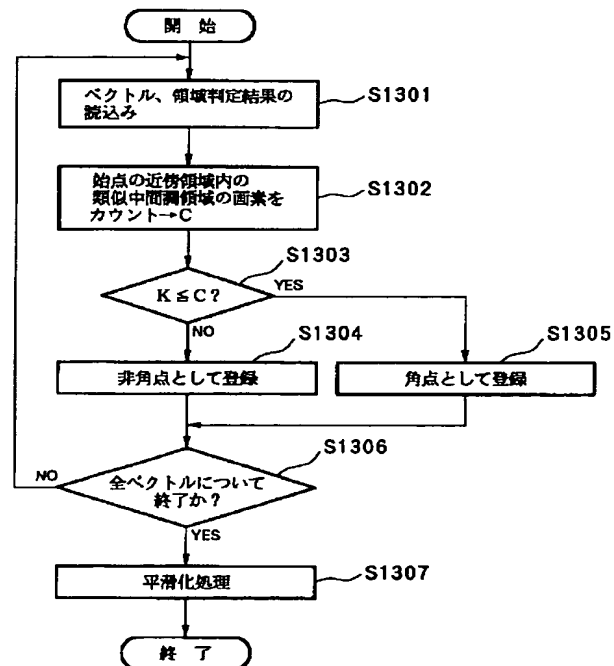 開 始
ベクトル、領域判定結果の
読込み
S1301
始点の近傍領域内の
類似中間調領域の画素を
カウント→C
S1302
S1303
K≦C?
YES
NO
S1304
非角点として登録
S1305
角点として登録
S1306
全ベクトルについて
終了か?
NO
YES
平滑化処理
S1307
終 了